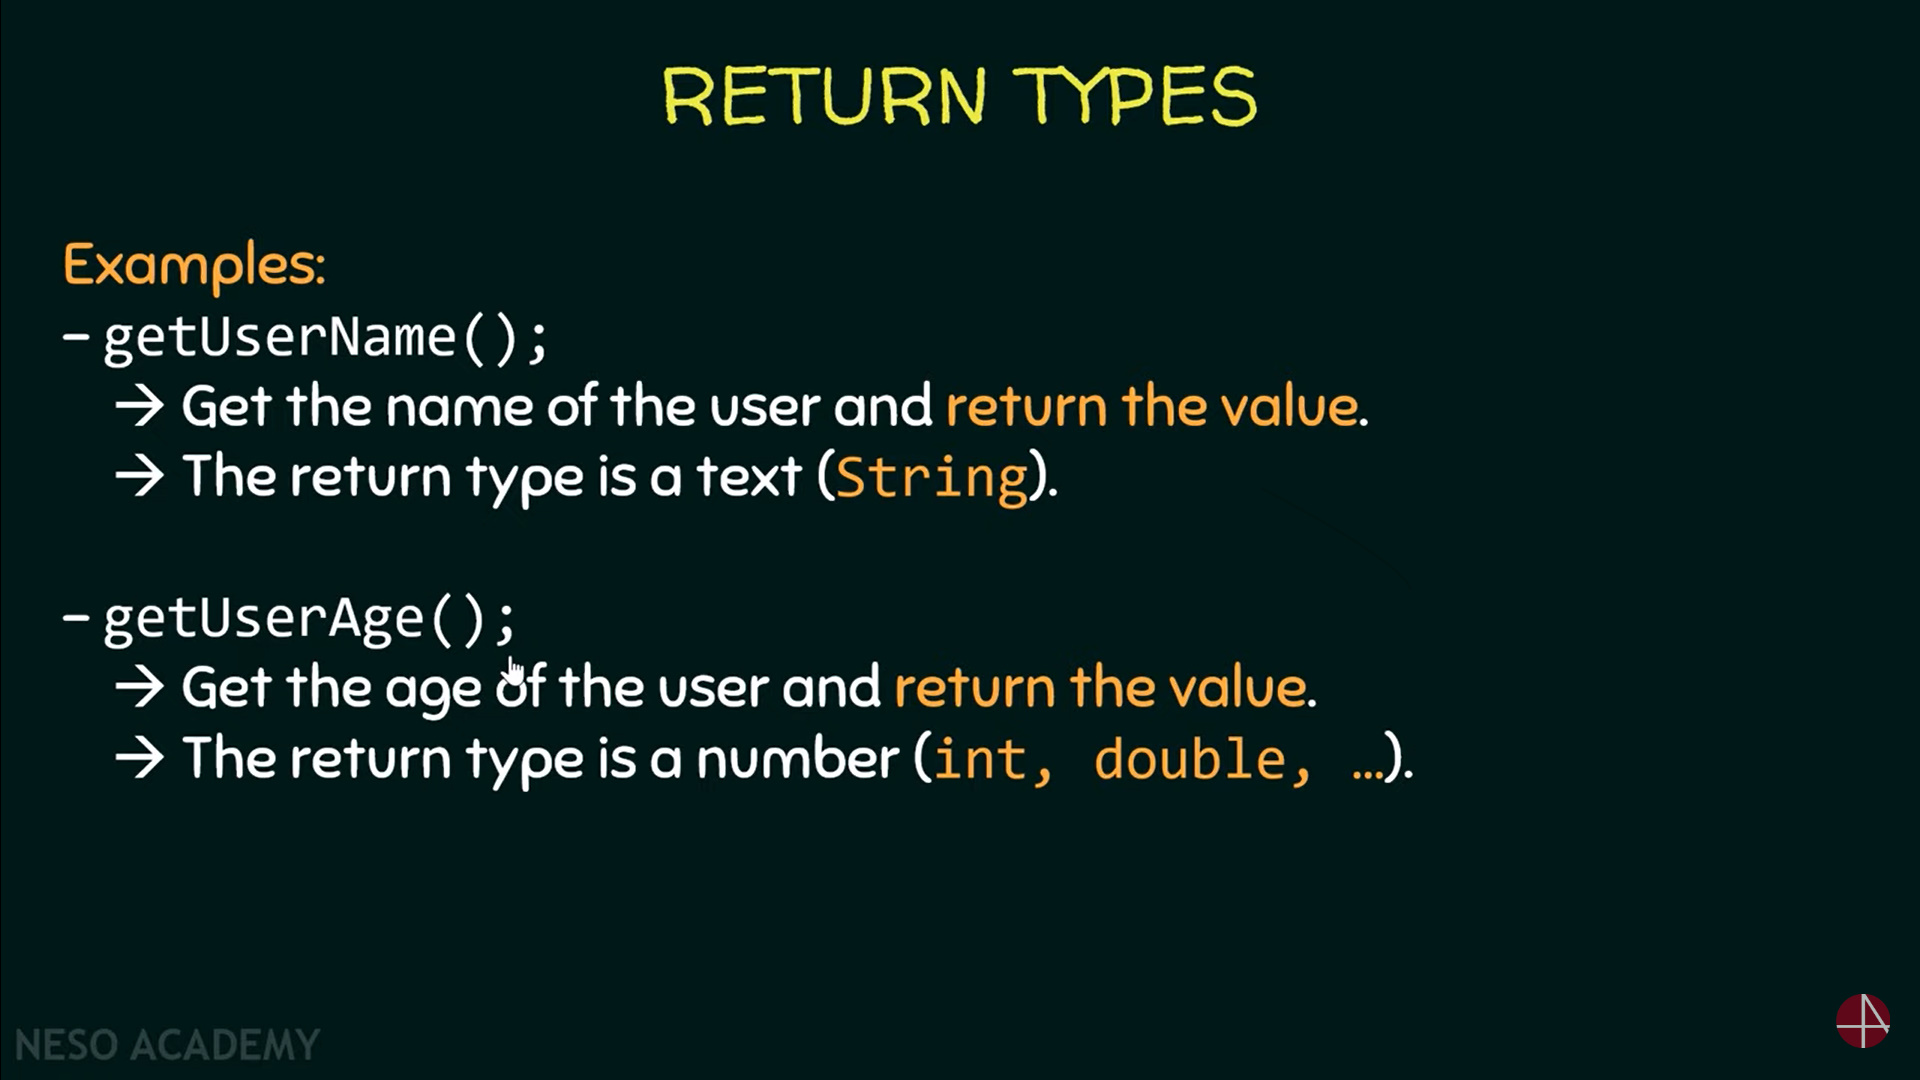 RETURN TYPES
Examples:
– getUserName();
→ Get the name of the user and return the value.
→ The return type is a text (String).
– getUserAge();
→ Get the age of the user and return the value.
→ The return type is a number (int, double, …).
NESO ACADEMY